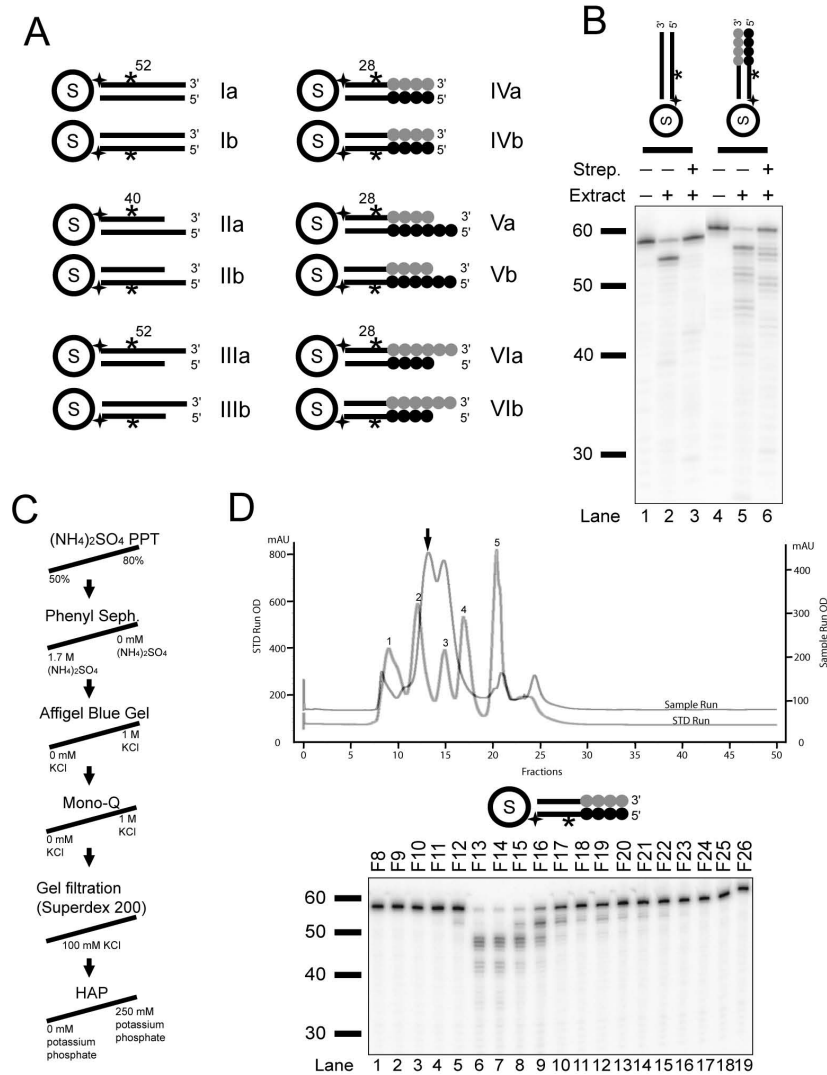 A
S 52 3' 5' Ia
S Ib
S 40 3' 5' IIa
S IIb
S 52 3' 5' IIIa
S 3' 5' IIIb
S 28 3' 5' IVa
S 3' 5' IVb
S 28 3' 5' Va
S Vb
S 28 3' 5' VIa
S VIb
B
3' 5' 3' 5'
S S
Strep. – – + – – +
Extract – + + – + +
60
50
40
30
Lane 1 2 3 4 5 6
C
(NH4)2SO4 PPT
80%
50%
Phenyl Seph.
0 mM
(NH4)2SO4
1.7 M
(NH4)2SO4
Affigel Blue Gel
1 M
KCl
0 mM
KCl
Mono-Q
1 M
KCl
0 mM
KCl
Gel filtration
(Superdex 200)
100 mM KCl
HAP
250 mM
potassium
phosphate
0 mM
potassium
phosphate
D
mAU mAU
800
600
400
200
0
STD Run OD
1 2 3 4 5
400
300
200
100
0
Sample Run OD
Sample Run
STD Run
0 5 10 15 20 25 30 35 40 45 50
Fractions
S 3' 5'
F8 F9 F10 F11 F12 F13 F14 F15 F16 F17 F18 F19 F20 F21 F22 F23 F24 F25 F26
60
50
40
30
Lane 1 2 3 4 5 6 7 8 9 10 11 12 13 14 15 16 17 18 19